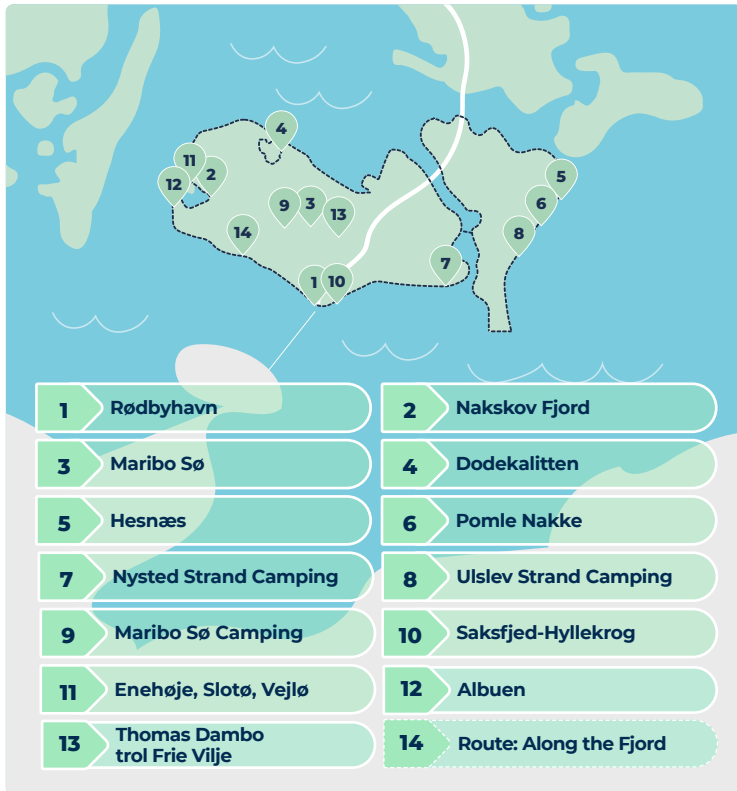 4
11
2
12
5
6
9
3
13
14
8
7
1
10
1 Rødbyhavn
2 Nakskov Fjord
3 Maribo Sø
4 Dodekalitten
5 Hesnæs
6 Pomle Nakke
7 Nysted Strand Camping
8 Ulslev Strand Camping
9 Maribo Sø Camping
10 Saksfjed-Hyllekrog
11 Enehøje, Slotø, Vejlø
12 Albuen
13 Thomas Dambo
trol Frie Vilje
14 Route: Along the Fjord